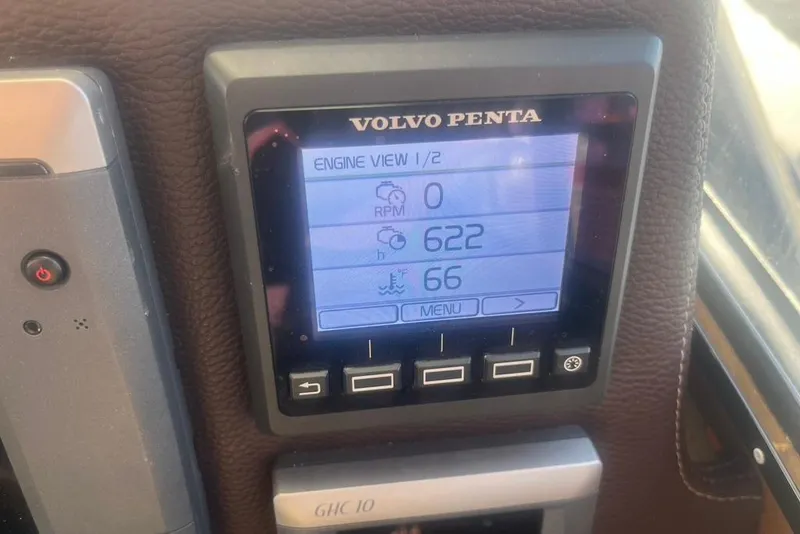 VOLVO PENTA
ENGINE VIEW 1/2
RPM 0
h 622
°F 66
MENU >
GHC 10